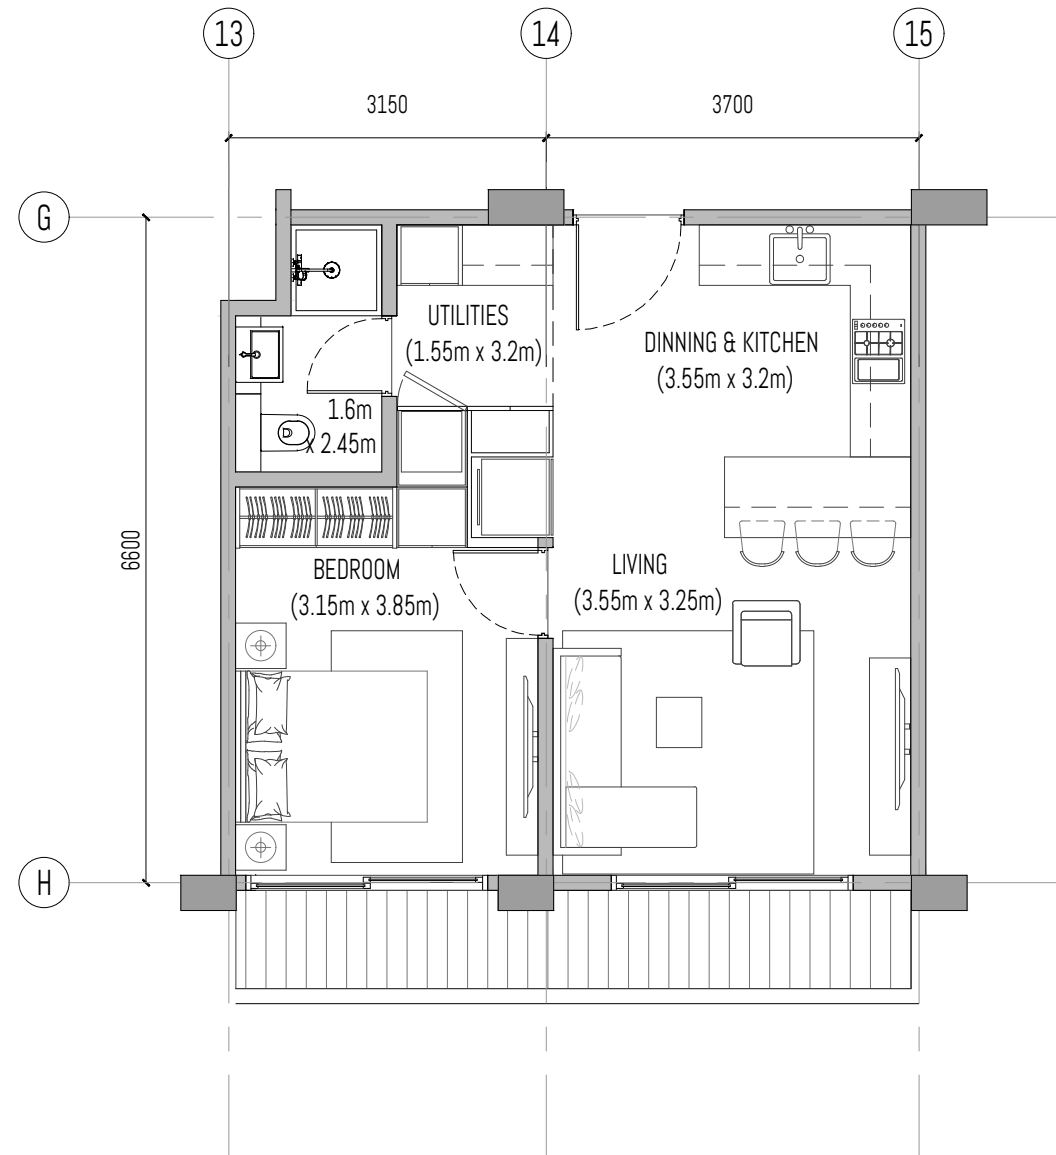 13
14
15
3150
3700
G
UTILITIES
(1.55m x 3.2m)
DINNING & KITCHEN
(3.55m x 3.2m)
1.6m
x 2.45m
6600
BEDROOM
(3.15m x 3.85m)
LIVING
(3.55m x 3.25m)
H